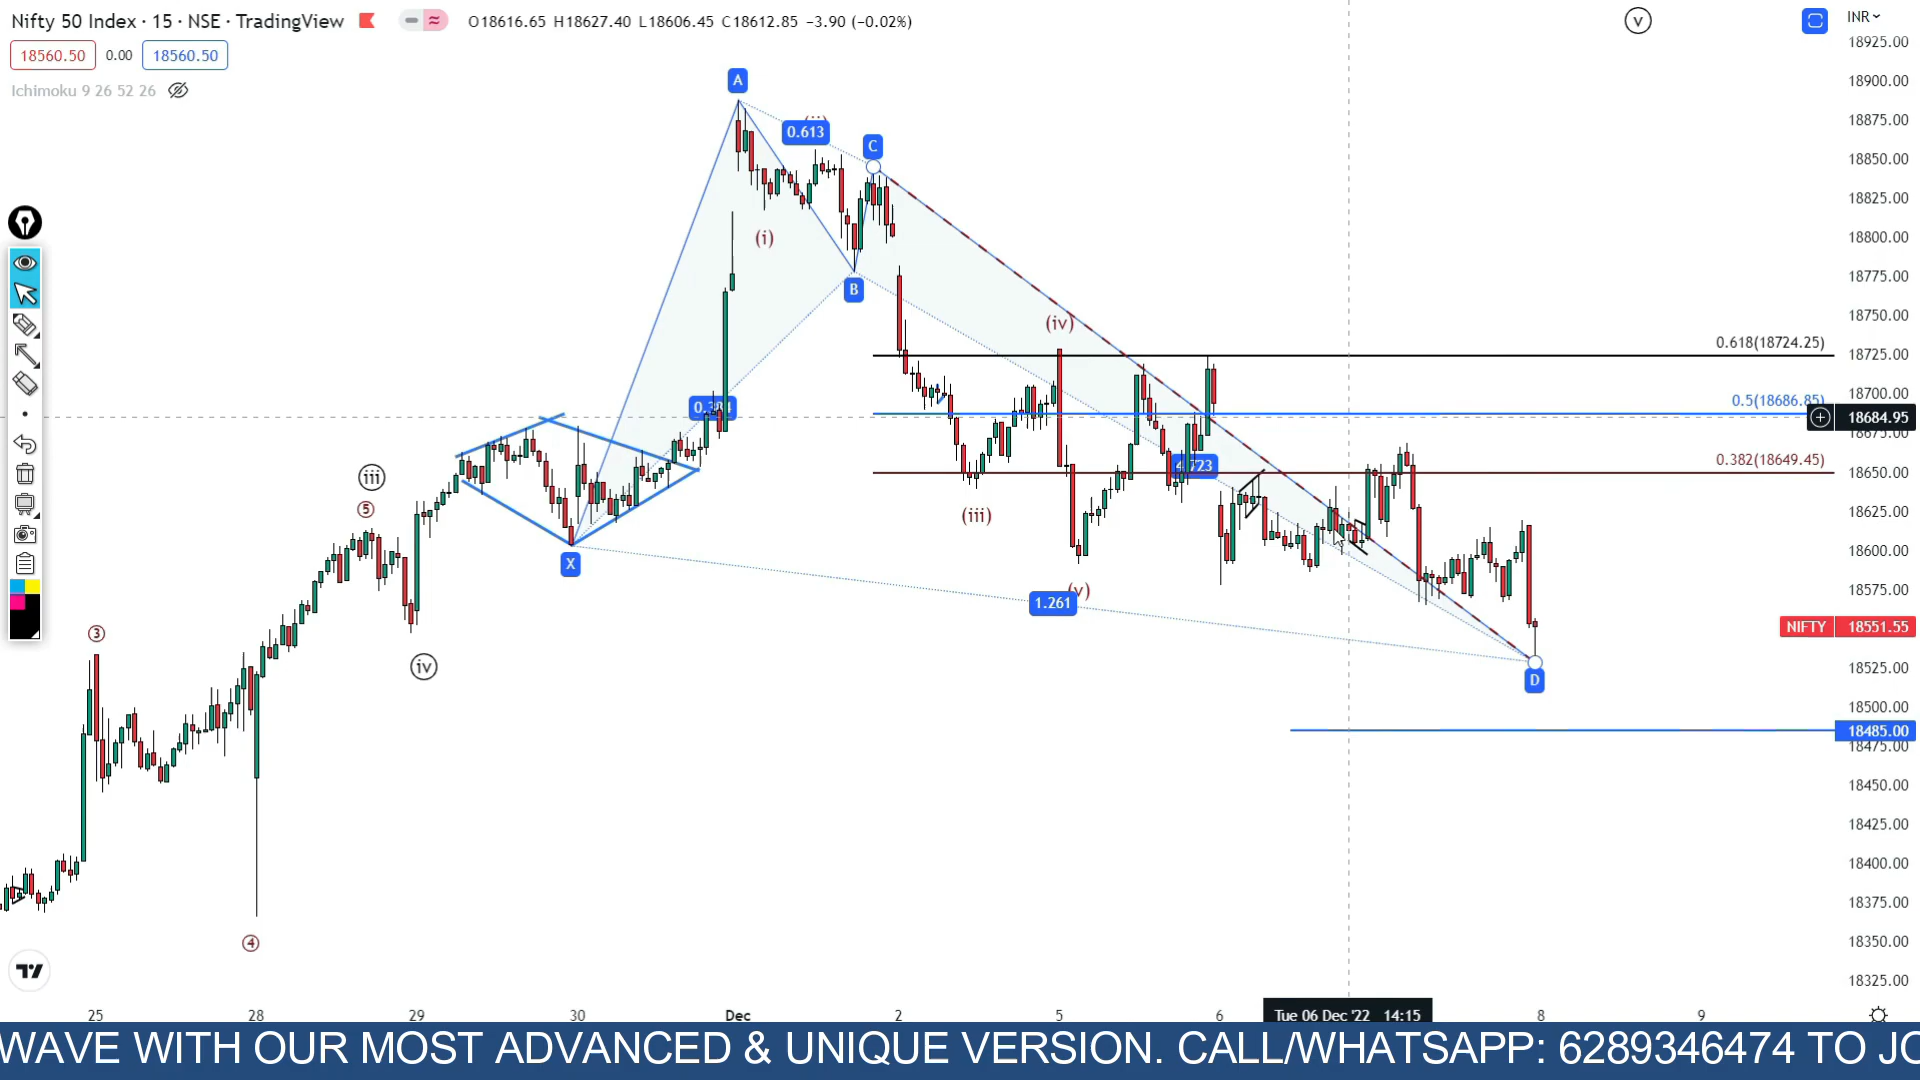 Nifty 50 Index · 15 · NSE · TradingView O18616.65 H18627.40 L18606.45 C18612.85 −3.90 (−0.02%)
INR
18560.50 0.00 18560.50
Ichimoku 9 26 52 26
v
18925.00
18900.00
18875.00
18850.00
18825.00
18800.00
18775.00
18750.00
18725.00
18700.00
18684.95
18675.00
18650.00
18625.00
18600.00
18575.00
NIFTY 18551.55
18525.00
18500.00
18485.00
18475.00
18450.00
18425.00
18400.00
18375.00
18350.00
18325.00
A
0.613
C
(i)
B
(iv)
0.618(18724.25)
0.5(18686.85)
0.382(18649.45)
iii
5
(iii)
X
(v)
1.261
3
iv
D
4
25 28 29 30 Dec 2 5 6 Tue 06 Dec '22 14:15 8 9
WAVE WITH OUR MOST ADVANCED & UNIQUE VERSION. CALL/WHATSAPP: 6289346474 TO